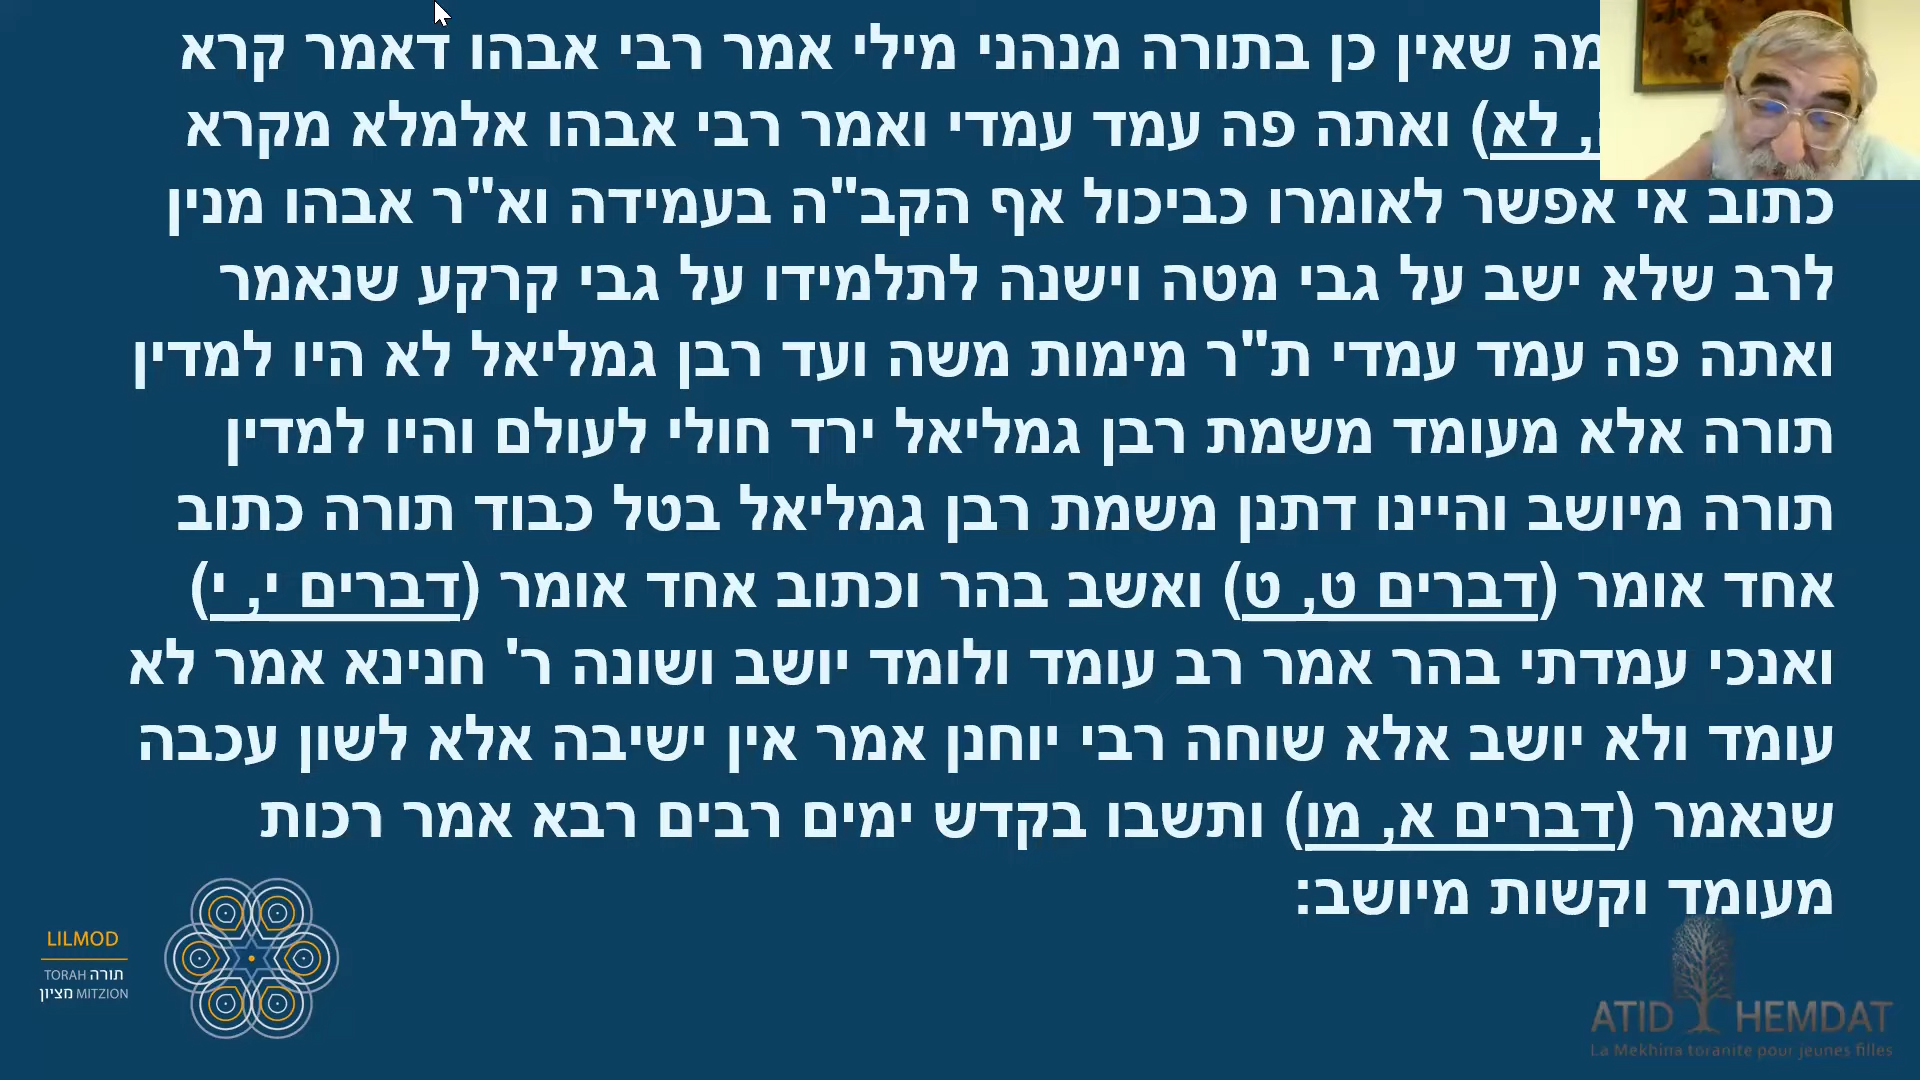 מה שאין כן בתורה מנהני מילי אמר רבי אבהו דאמר קרא
לא) ואתה פה עמד עמדי ואמר רבי אבהו אלמלא מקרא
כתוב אי אפשר לאומרו כביכול אף הקב"ה בעמידה וא"ר אבהו מנין
לרב שלא ישב על גבי מטה וישנה לתלמידו על גבי קרקע שנאמר
ואתה פה עמד עמדי ת"ר מימות משה ועד רבן גמליאל לא היו למדין
תורה אלא מעומד משמת רבן גמליאל ירד חולי לעולם והיו למדין
תורה מיושב והיינו דתנן משמת רבן גמליאל בטל כבוד תורה כתוב
אחד אומר (דברים ט, ט) ואשב בהר וכתוב אחד אומר (דברים י, י)
ואנכי עמדתי בהר אמר רב עומד ולומד יושב ושונה ר' חנינא אמר לא
עומד ולא יושב אלא שוחה רבי יוחנן אמר אין ישיבה אלא לשון עכבה
שנאמר (דברים א, מו) ותשבו בקדש ימים רבים רבא אמר רכות
מעומד וקשות מיושב:
LILMOD
TORAH תורה
מציון MITZION
ATID HEMDAT
La Mekhina toranite pour jeunes filles